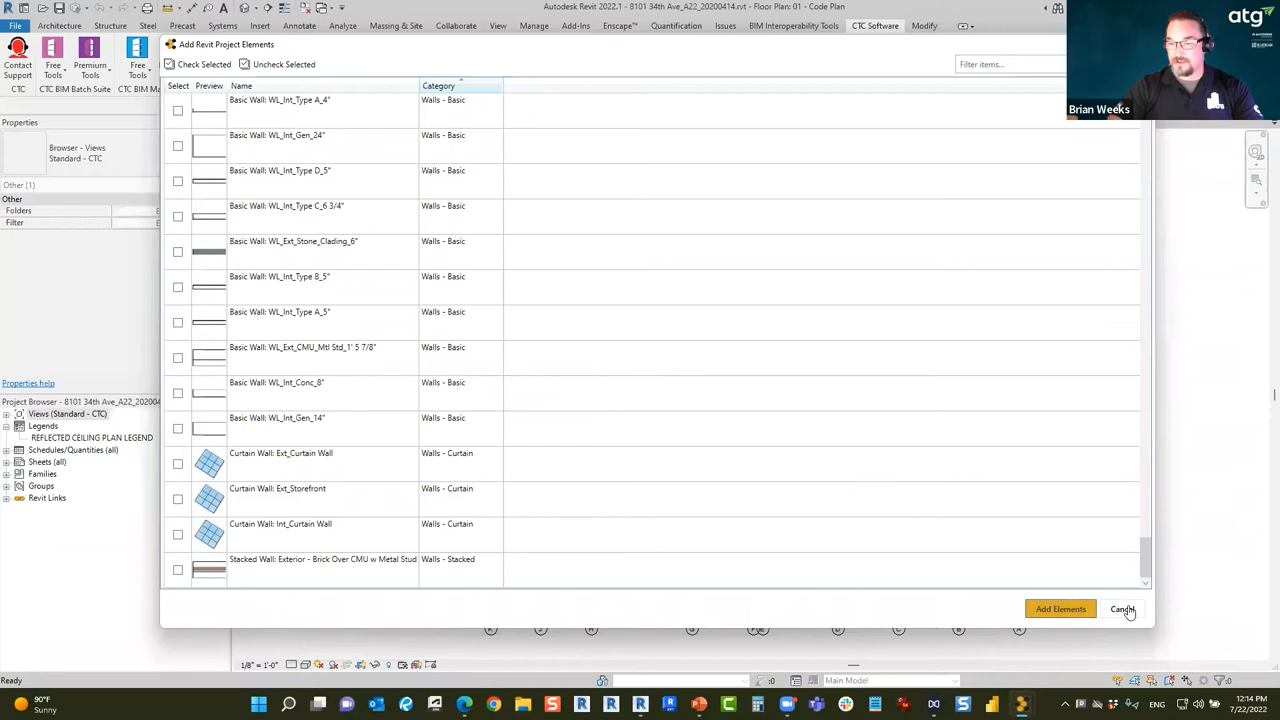 Autodesk Revit 2022.1 - 8101 34th Ave_A22_20200414.rvt - Floor Plan: 01 - Code Plan
File Architecture Structure Steel Precast Systems Insert Annotate Analyze Massing & Site Collaborate View Manage Add-Ins Enscape™ Quantification BIM Interoperability Tools CTC Software Modify
atg
Brian Weeks
Contact Support
Free Tools
Premium Tools
Free Tools
CTC
CTC BIM Batch Suite
CTC BIM Ma
Add Revit Project Elements
Check Selected Uncheck Selected Filter items...
Select Preview Name Category
Basic Wall: WL_Int_Type A_4" Walls - Basic
Basic Wall: WL_Int_Gen_24" Walls - Basic
Basic Wall: WL_Int_Type D_5" Walls - Basic
Basic Wall: WL_Int_Type C_6 3/4" Walls - Basic
Basic Wall: WL_Ext_Stone_Clading_6" Walls - Basic
Basic Wall: WL_Int_Type B_5" Walls - Basic
Basic Wall: WL_Int_Type A_5" Walls - Basic
Basic Wall: WL_Ext_CMU_Mtl Std_1' 5 7/8" Walls - Basic
Basic Wall: WL_Int_Conc_8" Walls - Basic
Basic Wall: WL_Int_Gen_14" Walls - Basic
Curtain Wall: Ext_Curtain Wall Walls - Curtain
Curtain Wall: Ext_Storefront Walls - Curtain
Curtain Wall: Int_Curtain Wall Walls - Curtain
Stacked Wall: Exterior - Brick Over CMU w Metal Stud Walls - Stacked
Add Elements Cancel
Properties
Browser - Views
Standard - CTC
Other (1)
Other
Folders
Filter
Properties help
Project Browser - 8101 34th Ave_A22_202004
Views (Standard - CTC)
Legends
REFLECTED CEILING PLAN LEGEND
Schedules/Quantities (all)
Sheets (all)
Families
Groups
Revit Links
1/8" = 1'-0"
Ready :0 Main Model :0
90°F
Sunny
12:14 PM
7/22/2022